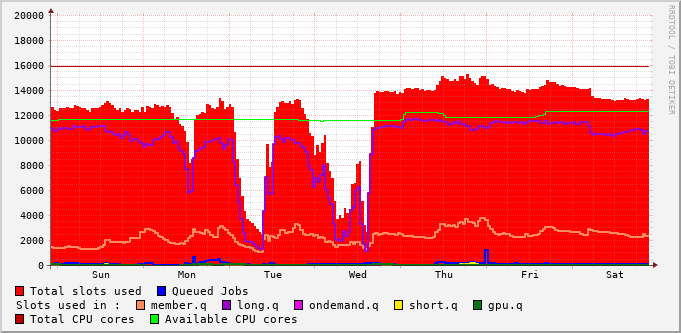 RRDTOOL / TOBI OETIKER
20000
18000
16000
14000
12000
10000
8000
6000
4000
2000
0
Sun Mon Tue Wed Thu Fri Sat
Total slots used Queued Jobs
Slots used in : member.q long.q ondemand.q short.q gpu.q
Total CPU cores Available CPU cores